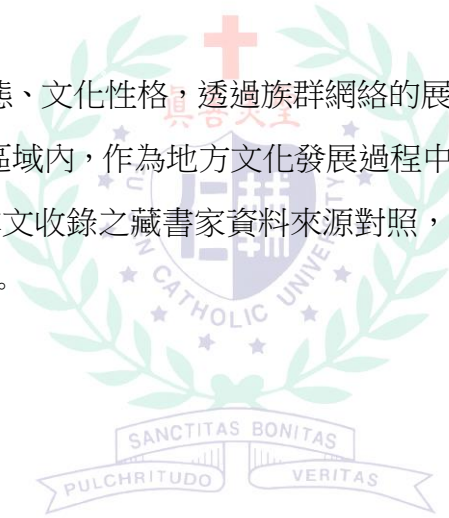 態、文化性格，透過族群網絡的展
區域內，作為地方文化發展過程中
文收錄之藏書家資料來源對照，
。
真善美聖
CATHOLIC UNIVERSITY
SANCTITAS BONITAS
PULCHRITUDO VERITAS